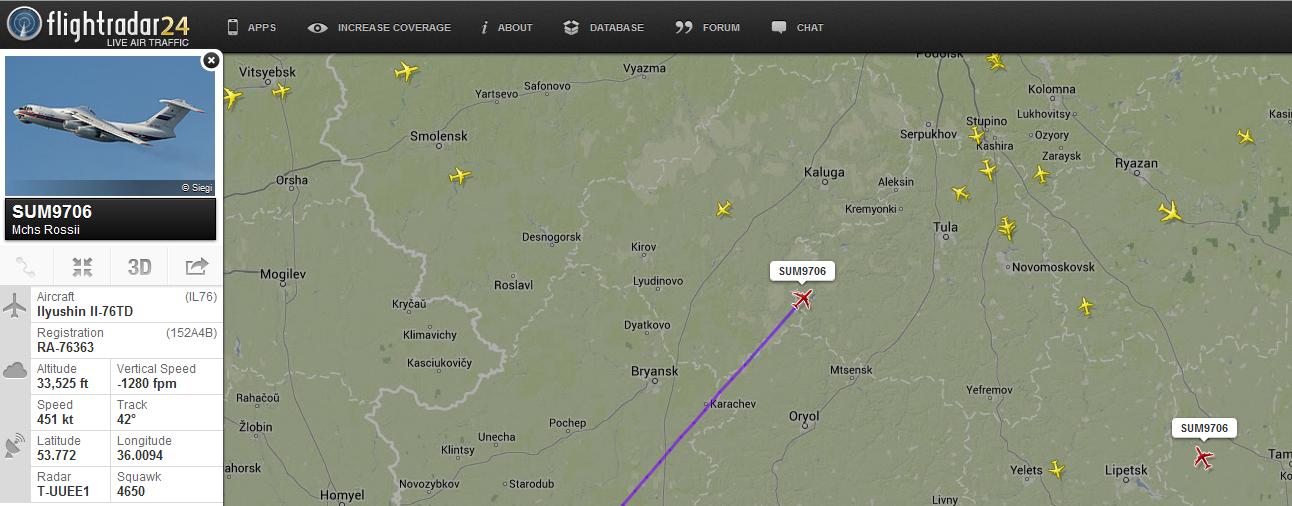 flightradar24
LIVE AIR TRAFFIC
APPS
INCREASE COVERAGE
i ABOUT
DATABASE
FORUM
CHAT
© Siegi
SUM9706
Mchs Rossii
3D
Aircraft (IL76)
Ilyushin Il-76TD
Registration (152A4B)
RA-76363
Altitude Vertical Speed
33,525 ft -1280 fpm
Speed Track
451 kt 42°
Latitude Longitude
53.772 36.0094
Radar Squawk
T-UUEE1 4650
Podolsk
Vitsyebsk
Vyazma
Safonovo
Yartsevo
Kolomna
Lukhovitsy
Kasi
Stupino
Smolensk
Serpukhov
Ozyory
Kashira
Zaraysk
Ryazan
Orsha
Kaluga
Aleksin
Kremyonki
Tula
Desnogorsk
Kirov
Novomoskovsk
Mogilev
Roslavl
Lyudinovo
SUM9706
Kryčaŭ
Klimavichy
Dyatkovo
Kasciukovičy
Bryansk
Mtsensk
Yefremov
Rahačoŭ
Karachev
Oryol
Žlobin
Pochep
Unecha
SUM9706
Klintsy
Tam
ahorsk
Yelets
Lipetsk
Novozybkov
Starodub
Homyel
Livny